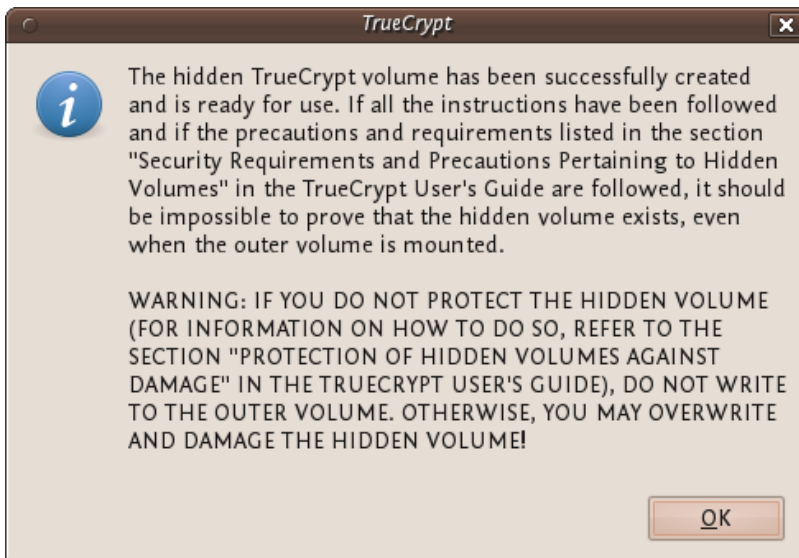 TrueCrypt
The hidden TrueCrypt volume has been successfully created
and is ready for use. If all the instructions have been followed
and if the precautions and requirements listed in the section
"Security Requirements and Precautions Pertaining to Hidden
Volumes" in the TrueCrypt User's Guide are followed, it should
be impossible to prove that the hidden volume exists, even
when the outer volume is mounted.
WARNING: IF YOU DO NOT PROTECT THE HIDDEN VOLUME
(FOR INFORMATION ON HOW TO DO SO, REFER TO THE
SECTION "PROTECTION OF HIDDEN VOLUMES AGAINST
DAMAGE" IN THE TRUECRYPT USER'S GUIDE), DO NOT WRITE
TO THE OUTER VOLUME. OTHERWISE, YOU MAY OVERWRITE
AND DAMAGE THE HIDDEN VOLUME!
OK